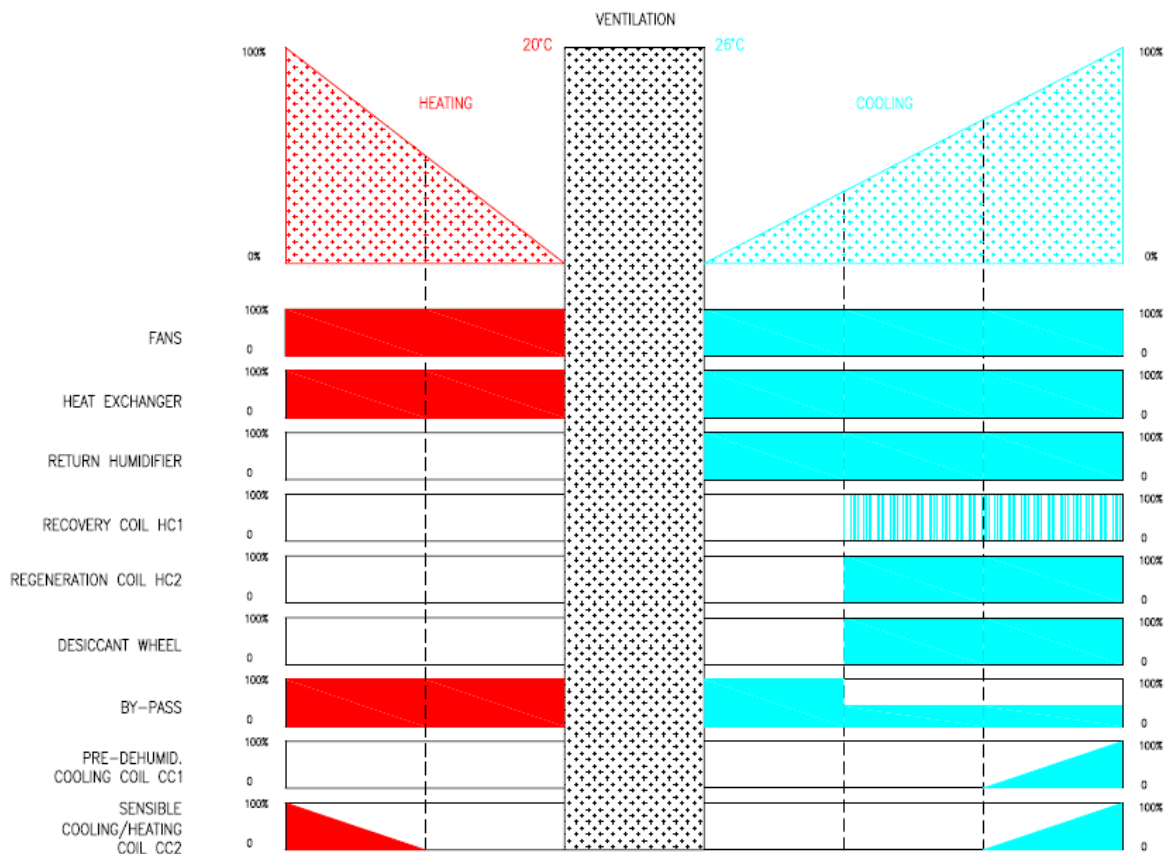 VENTILATION
100%
20°C
26°C
100%
HEATING
COOLING
0%
0%
100%
100%
FANS
0
0
100%
100%
HEAT EXCHANGER
0
0
100%
100%
RETURN HUMIDIFIER
0
0
100%
100%
RECOVERY COIL HC1
0
0
100%
100%
REGENERATION COIL HC2
0
0
100%
100%
DESICCANT WHEEL
0
0
100%
100%
BY-PASS
0
0
100%
100%
PRE-DEHUMID.
COOLING COIL CC1
0
0
100%
100%
SENSIBLE
COOLING/HEATING
COIL CC2
0
0